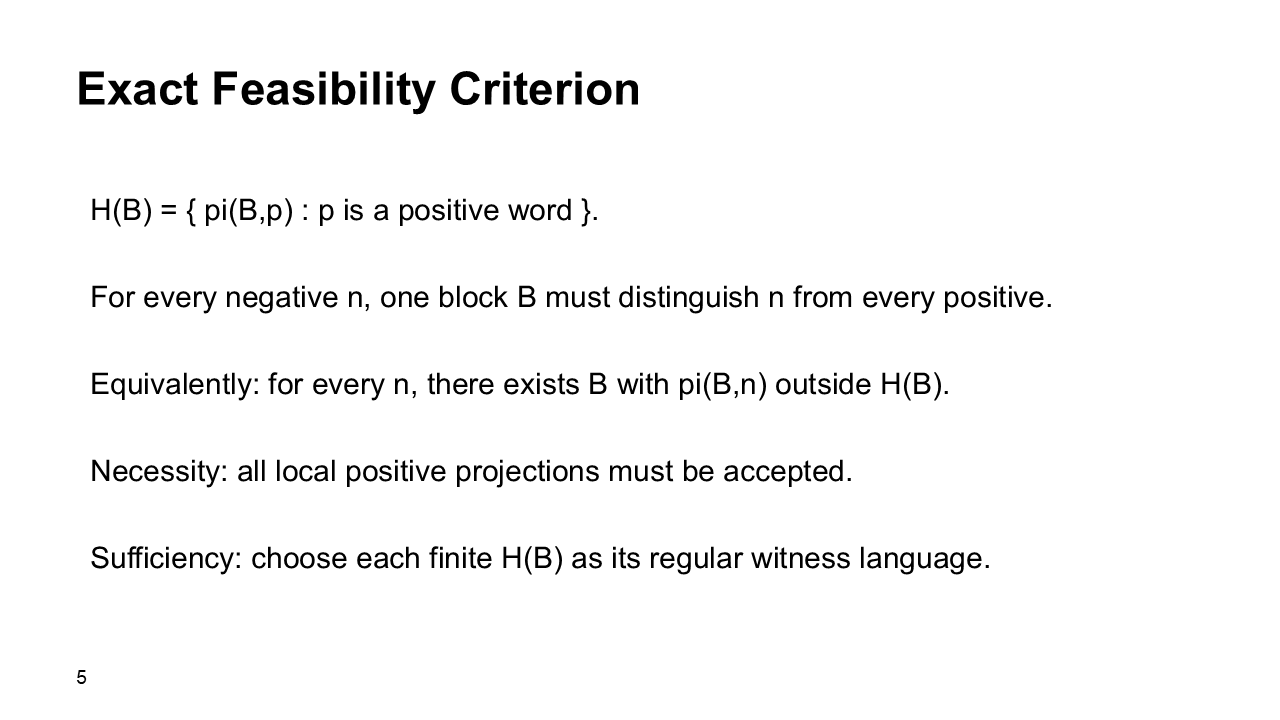 Exact Feasibility Criterion
H(B) = { pi(B,p) : p is a positive word }.
For every negative n, one block B must distinguish n from every positive.
Equivalently: for every n, there exists B with pi(B,n) outside H(B).
Necessity: all local positive projections must be accepted.
Sufficiency: choose each finite H(B) as its regular witness language.
5